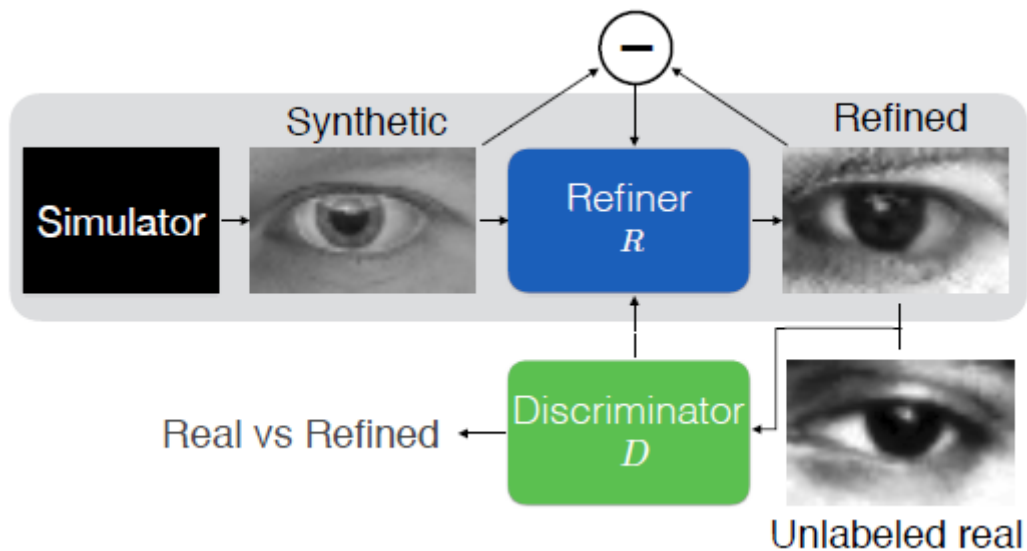 −
Synthetic
Refined
Simulator
Refiner
R
Discriminator
D
Real vs Refined
Unlabeled real